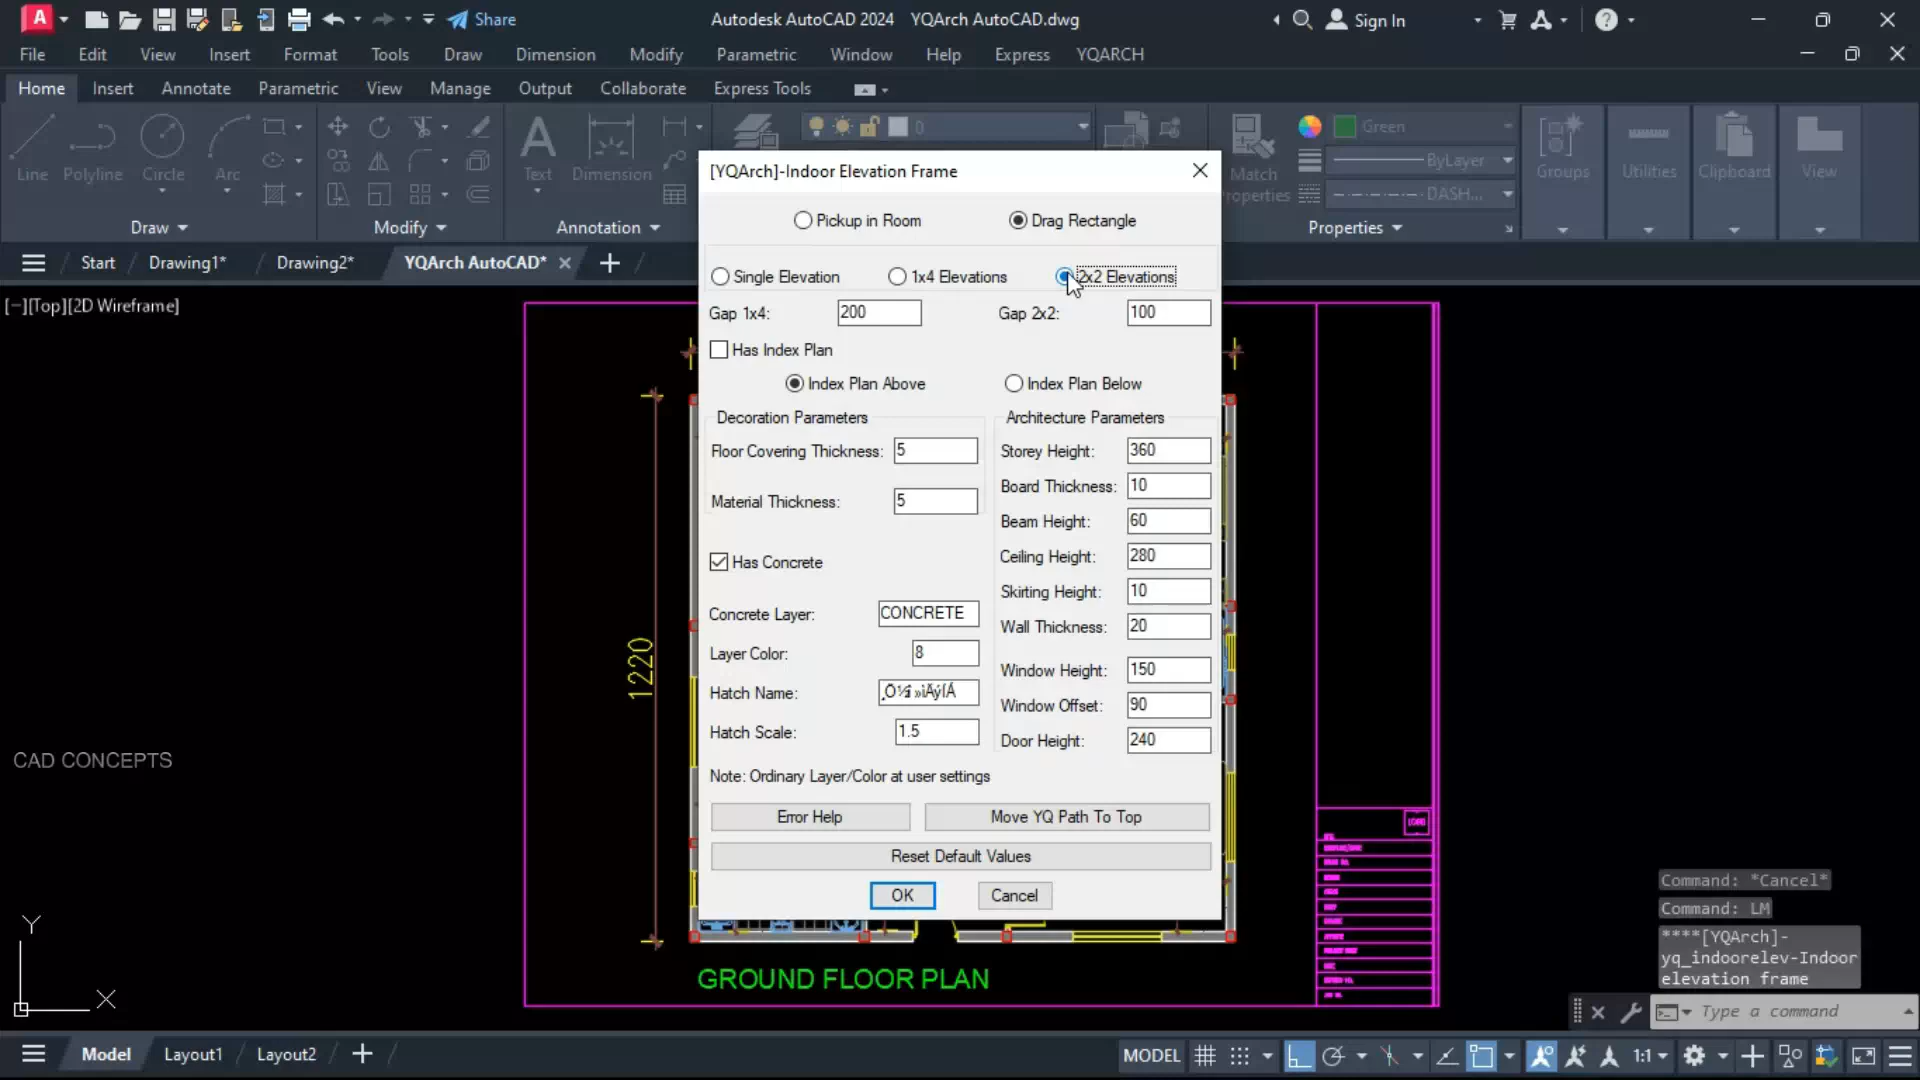 Share
Autodesk AutoCAD 2024 YQArch AutoCAD.dwg
Sign In
File Edit View Insert Format Tools Draw Dimension Modify Parametric Window Help Express YQARCH
Home Insert Annotate Parametric View Manage Output Collaborate Express Tools
0
Green
ByLayer
DASH...
Line Polyline Circle Arc Text Dimension Match Properties Groups Utilities Clipboard View
Draw Modify Annotation Properties
Start Drawing1* Drawing2* YQArch AutoCAD*
[−][Top][2D Wireframe]
[YQArch]-Indoor Elevation Frame
Pickup in Room Drag Rectangle
Single Elevation 1x4 Elevations 2x2 Elevations
Gap 1x4: 200 Gap 2x2: 100
Has Index Plan
Index Plan Above Index Plan Below
Decoration Parameters
Floor Covering Thickness: 5
Material Thickness: 5
Has Concrete
Concrete Layer: CONCRETE
Layer Color: 8
Hatch Name:
Hatch Scale: 1.5
Architecture Parameters
Storey Height: 360
Board Thickness: 10
Beam Height: 60
Ceiling Height: 280
Skirting Height: 10
Wall Thickness: 20
Window Height: 150
Window Offset: 90
Door Height: 240
Note: Ordinary Layer/Color at user settings
Error Help Move YQ Path To Top
Reset Default Values
OK Cancel
1220
CAD CONCEPTS
GROUND FLOOR PLAN
Y
X
Command: *Cancel*
Command: LM
****[YQArch]-
yq_indoorelev-Indoor
elevation frame
Type a command
Model Layout1 Layout2
MODEL 1:1